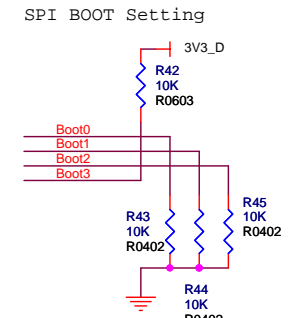 SPI BOOT Setting
3V3_D
R42
10K
R0603
Boot0
Boot1
Boot2
Boot3
R43
10K
R0402
R45
10K
R0402
R44
10K